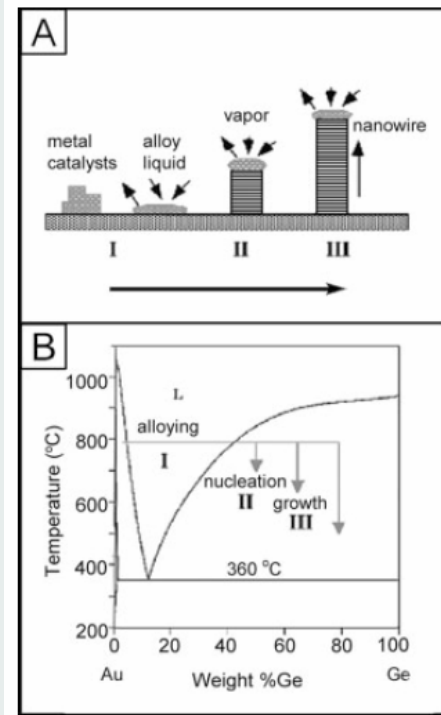 A
vapor
nanowire
metal
catalysts
alloy
liquid
I
II
III
B
1000
800
600
400
200
Temperature (°C)
L
alloying
I
nucleation
II
growth
III
360 °C
0 20 40 60 80 100
Au Weight %Ge Ge